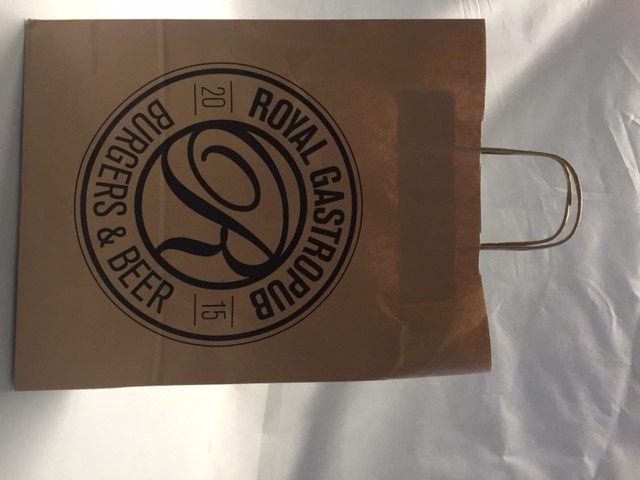 ROYAL GASTROPUB
20 15
R
BURGERS & BEER